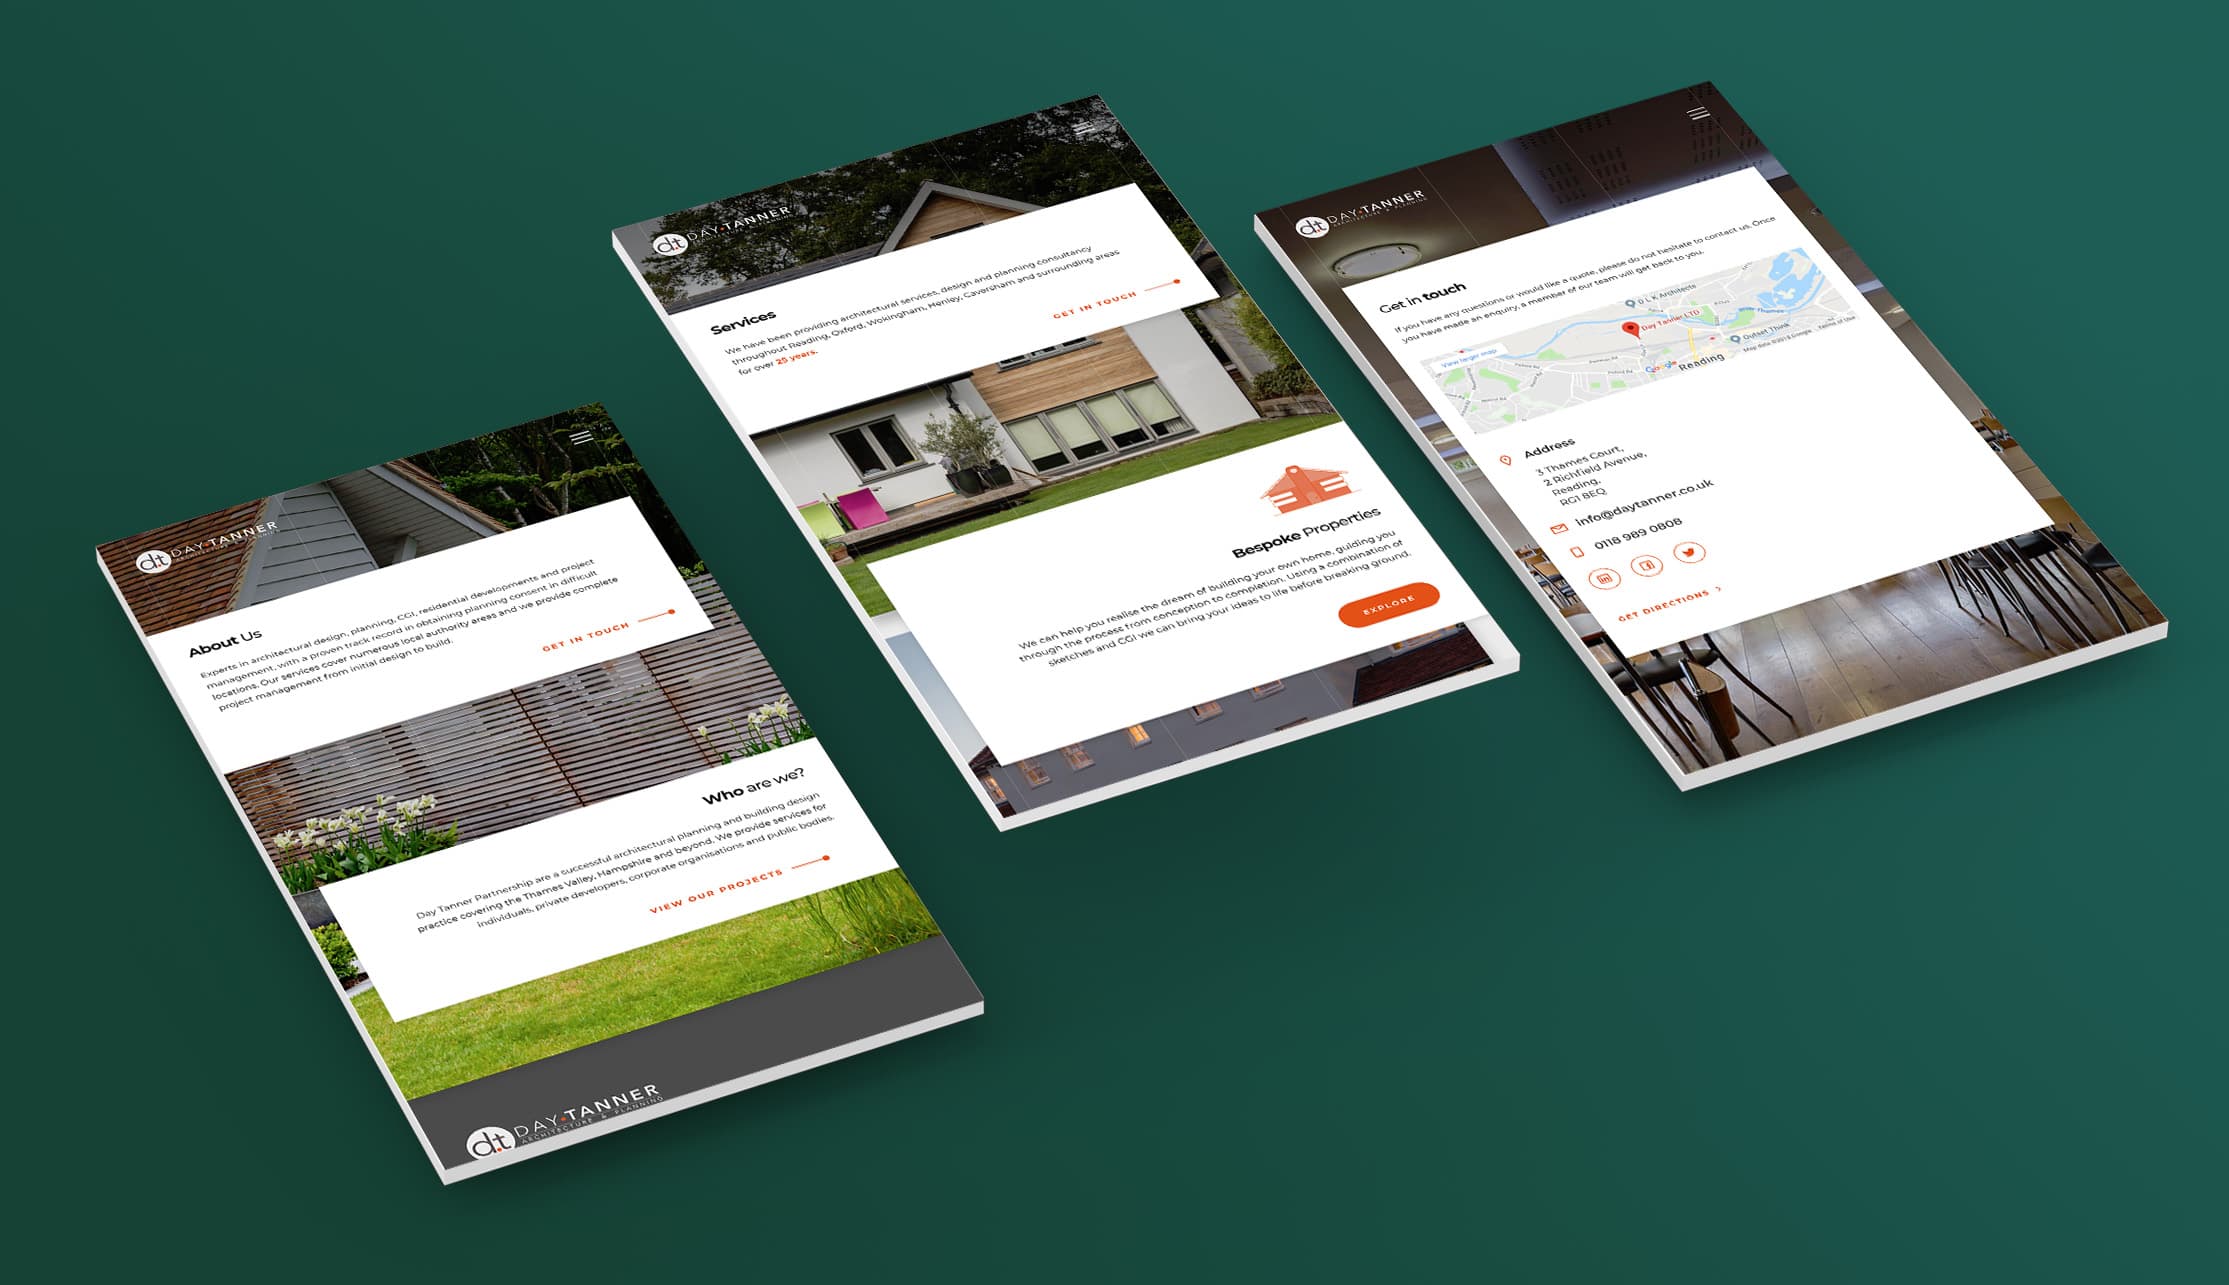 d.t DAY•TANNER
ARCHITECTURE & PLANNING
About Us
Experts in architectural design, planning, CGI, residential developments and project
management, with a proven track record in obtaining planning consent in difficult
locations. Our services cover numerous local authority areas and we provide complete
project management from initial design to build.
GET IN TOUCH
Who are we?
Day Tanner Partnership are a successful architectural planning and building design
practice covering the Thames Valley, Hampshire and beyond. We provide services for
individuals, private developers, corporate organisations and public bodies.
VIEW OUR PROJECTS
d.t DAY•TANNER
ARCHITECTURE & PLANNING
d.t DAY•TANNER
ARCHITECTURE & PLANNING
Services
We have been providing architectural services, design and planning consultancy
throughout Reading, Oxford, Wokingham, Henley, Caversham and surrounding areas
for over 25 years.
GET IN TOUCH
Bespoke Properties
We can help you realise the dream of building your own home, guiding you
through the process from conception to completion. Using a combination of
sketches and CGI we can bring your ideas to life before breaking ground.
EXPLORE
d.t DAY•TANNER
ARCHITECTURE & PLANNING
Get in touch
If you have any questions or would like a quote, please do not hesitate to contact us. Once
you have made an enquiry, a member of our team will get back to you.
View larger map
D L K Architects
River Thames
Day Tanner LTD
Outset Think
Google
Reading
Map data ©2018 Google
Terms of Use
Address
3 Thames Court,
2 Richfield Avenue,
Reading,
RG1 8EQ
info@daytanner.co.uk
0118 989 0808
GET DIRECTIONS